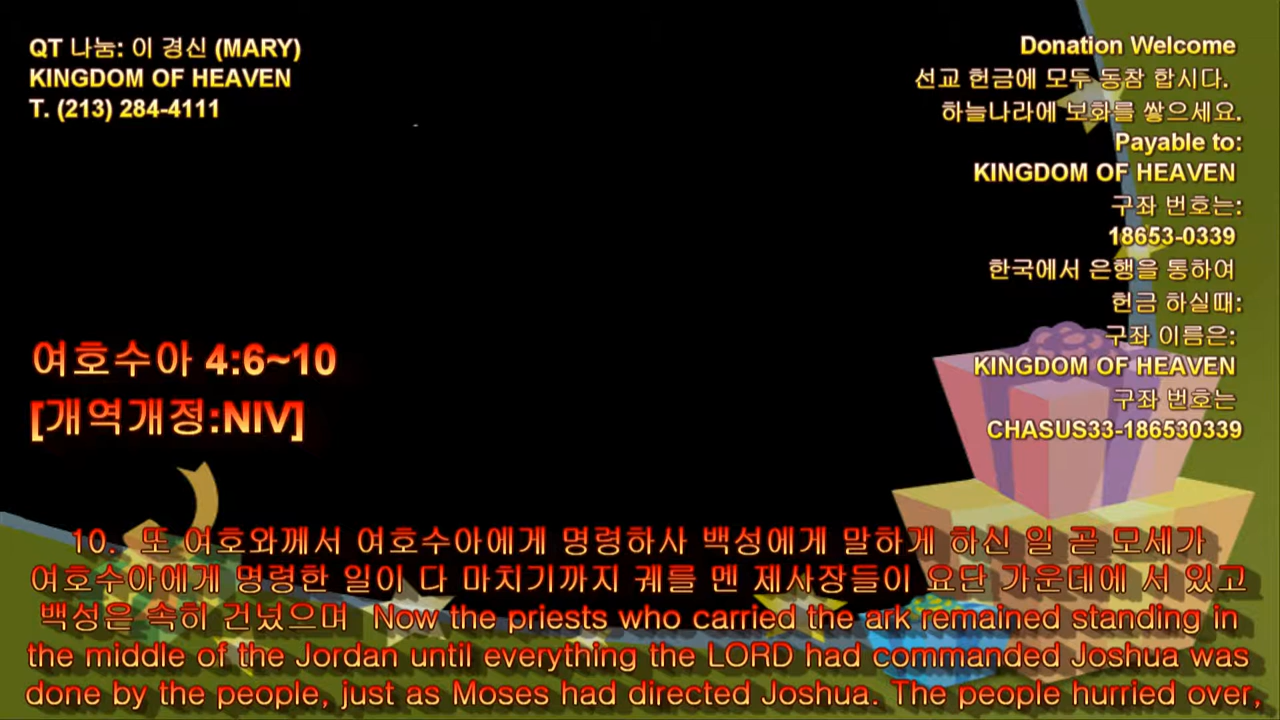 QT 나눔: 이 경신 (MARY)
KINGDOM OF HEAVEN
T. (213) 284-4111
Donation Welcome
선교 헌금에 모두 동참 합시다.
하늘나라에 보화를 쌓으세요.
Payable to:
KINGDOM OF HEAVEN
구좌 번호는:
18653-0339
한국에서 은행을 통하여
헌금 하실때:
구좌 이름은:
KINGDOM OF HEAVEN
구좌 번호는
CHASUS33-186530339
여호수아 4:6~10
[개역개정:NIV]
10. 또 여호와께서 여호수아에게 명령하사 백성에게 말하게 하신 일 곧 모세가
여호수아에게 명령한 일이 다 마치기까지 궤를 멘 제사장들이 요단 가운데에 서 있고
백성은 속히 건넜으며 Now the priests who carried the ark remained standing in
the middle of the Jordan until everything the LORD had commanded Joshua was
done by the people, just as Moses had directed Joshua. The people hurried over,